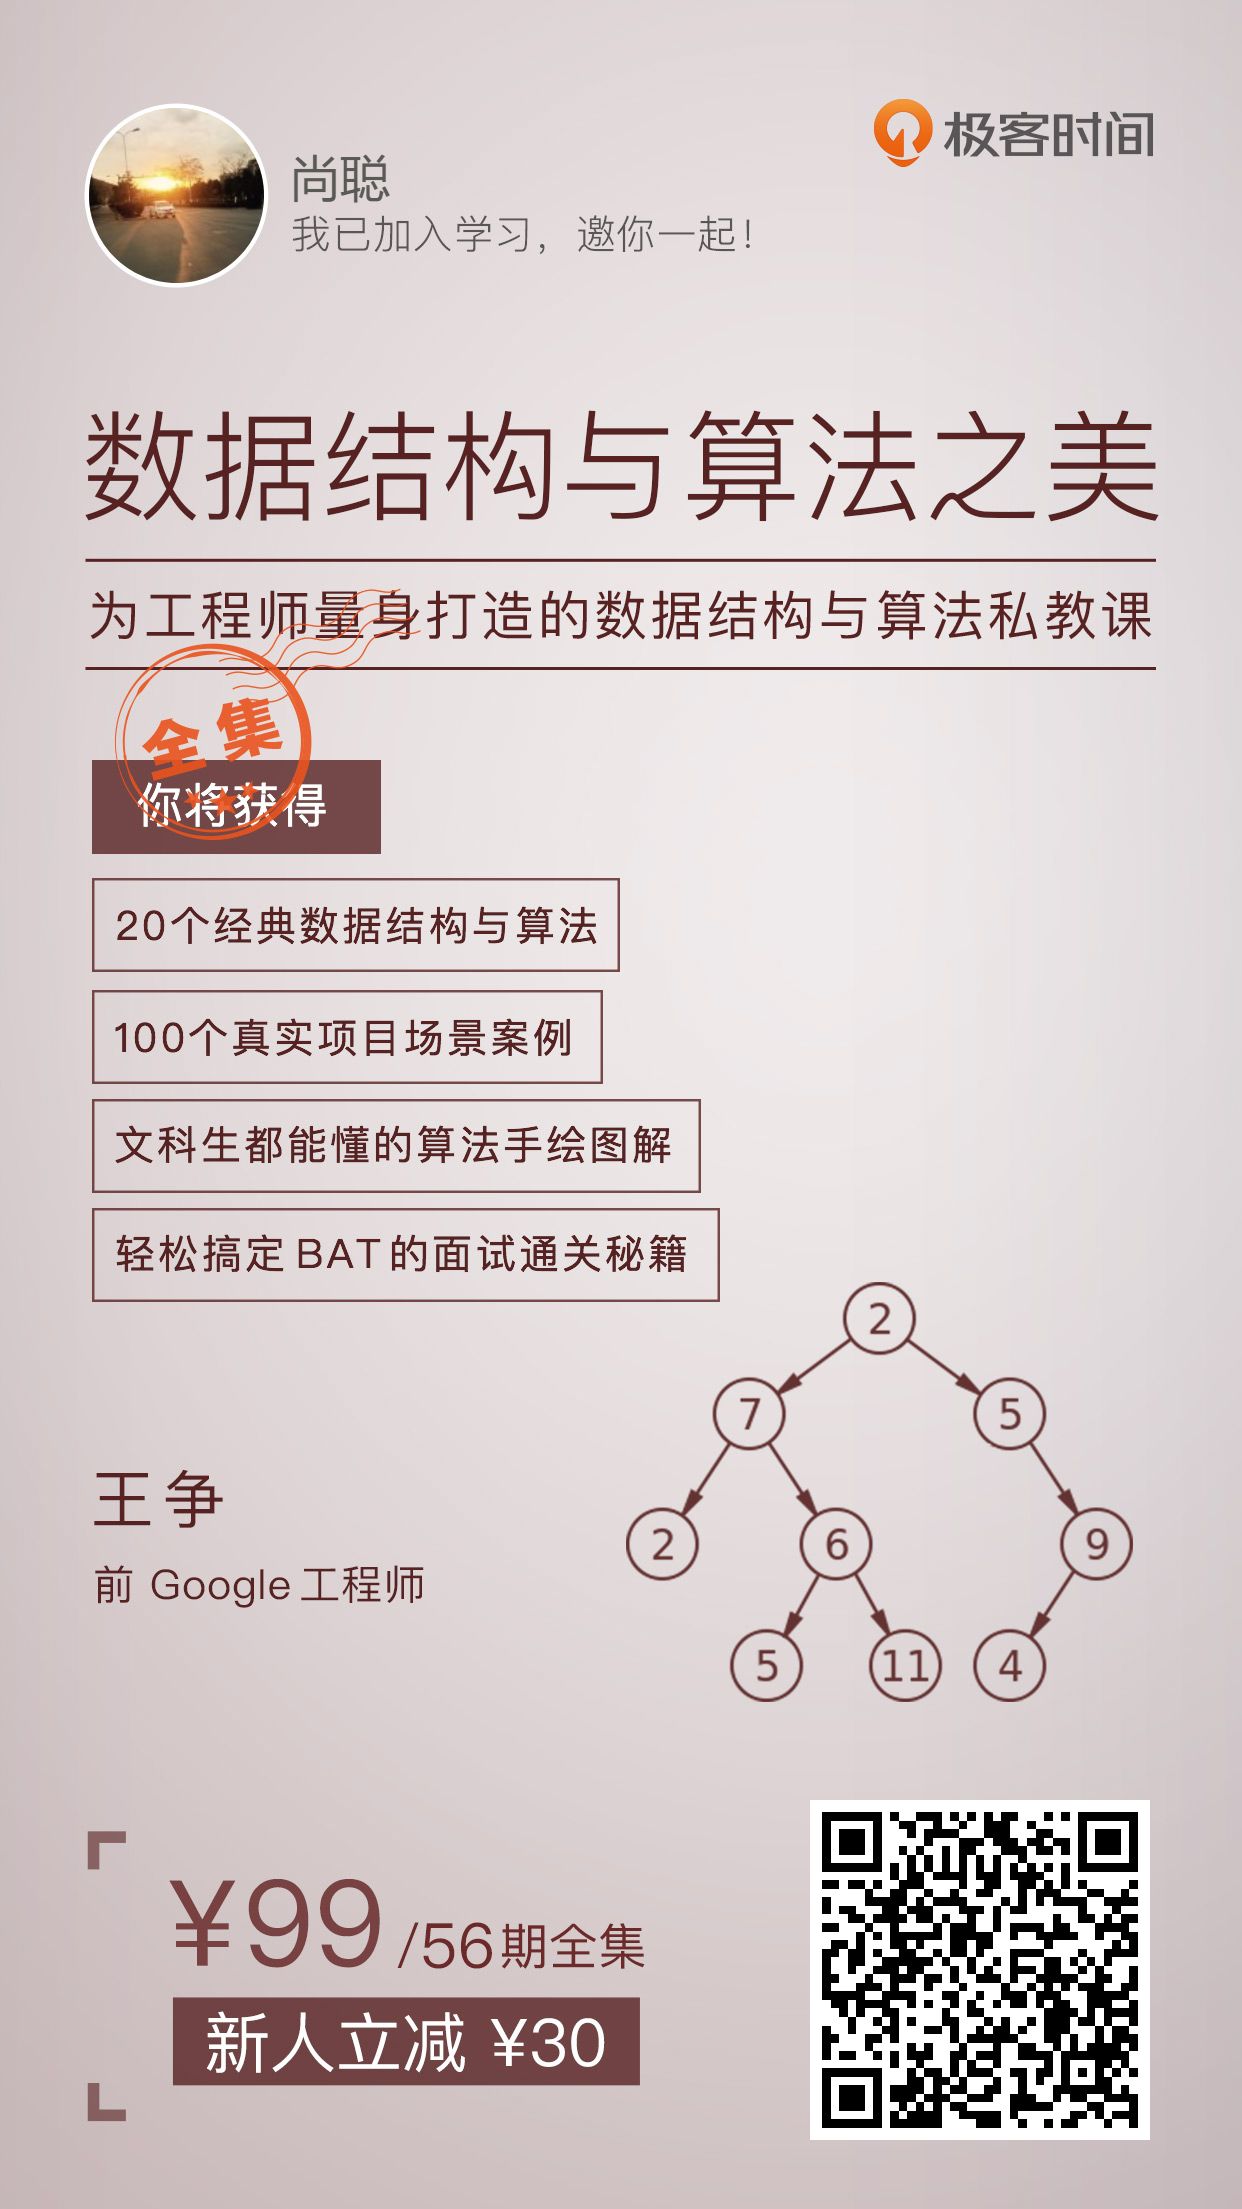 极客时间
尚聪
我已加入学习，邀你一起！
数据结构与算法之美
为工程师量身打造的数据结构与算法私教课
全集
你将获得
20个经典数据结构与算法
100个真实项目场景案例
文科生都能懂的算法手绘图解
轻松搞定BAT的面试通关秘籍
2
7 5
2 6 9
5 11 4
王争
前 Google 工程师
¥99/56期全集
新人立减 ¥30